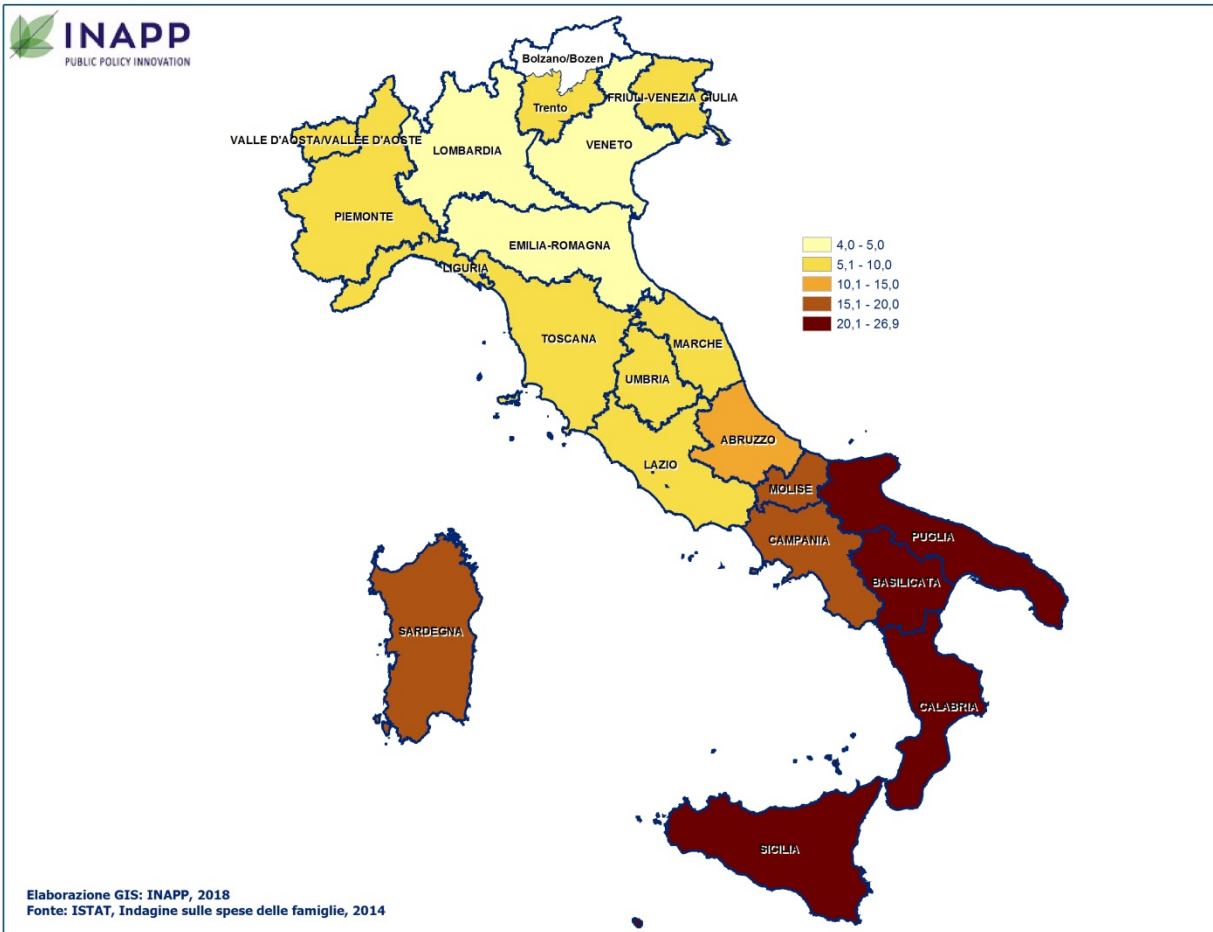 INAPP
PUBLIC POLICY INNOVATION
Bolzano/Bozen
Trento
FRIULI-VENEZIA GIULIA
VALLE D'AOSTA/VALLÉE D'AOSTE
LOMBARDIA
VENETO
PIEMONTE
EMILIA-ROMAGNA
LIGURIA
4,0 - 5,0
5,1 - 10,0
10,1 - 15,0
15,1 - 20,0
20,1 - 26,9
TOSCANA
MARCHE
UMBRIA
ABRUZZO
LAZIO
MOLISE
CAMPANIA
PUGLIA
BASILICATA
SARDEGNA
CALABRIA
SICILIA
Elaborazione GIS: INAPP, 2018
Fonte: ISTAT, Indagine sulle spese delle famiglie, 2014